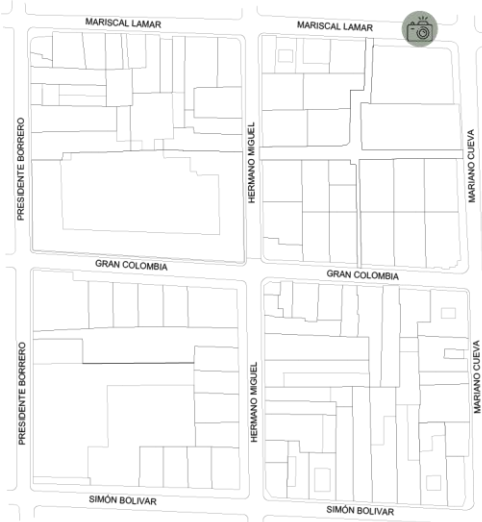 MARISCAL LAMAR
MARISCAL LAMAR
PRESIDENTE BORRERO
HERMANO MIGUEL
MARIANO CUEVA
GRAN COLOMBIA
GRAN COLOMBIA
PRESIDENTE BORRERO
HERMANO MIGUEL
MARIANO CUEVA
SIMÓN BOLIVAR
SIMÓN BOLIVAR